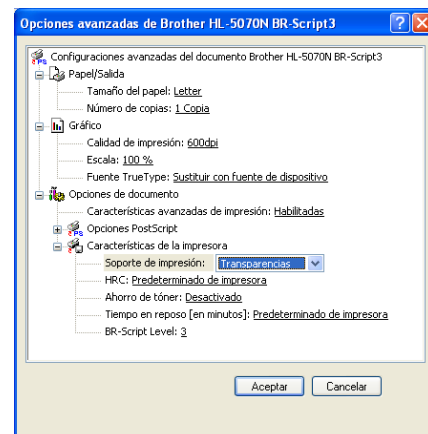 Opciones avanzadas de Brother HL-5070N BR-Script3
Configuraciones avanzadas del documento Brother HL-5070N BR-Script3
Papel/Salida
Tamaño del papel: Letter
Número de copias: 1 Copia
Gráfico
Calidad de impresión: 600dpi
Escala: 100 %
Fuente TrueType: Sustituir con fuente de dispositivo
Opciones de documento
Características avanzadas de impresión: Habilitadas
Opciones PostScript
Características de la impresora
Soporte de impresión: Transparencias
HRC: Predeterminado de impresora
Ahorro de tóner: Desactivado
Tiempo en reposo [en minutos]: Predeterminado de impresora
BR-Script Level: 3
Aceptar Cancelar